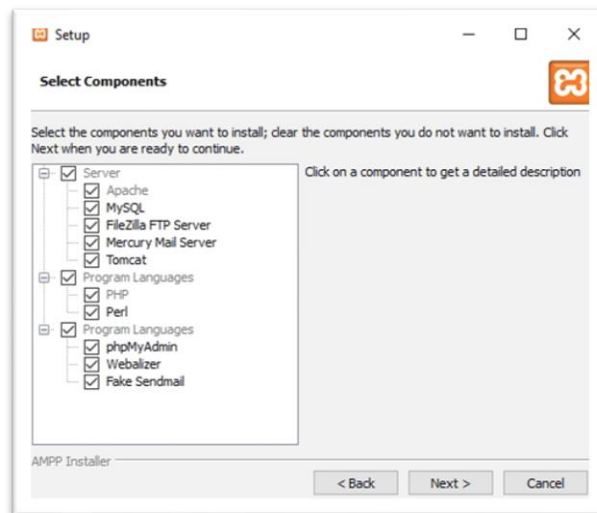 Setup
Select Components
Select the components you want to install; clear the components you do not want to install. Click
Next when you are ready to continue.
Server
Apache
MySQL
FileZilla FTP Server
Mercury Mail Server
Tomcat
Program Languages
PHP
Perl
Program Languages
phpMyAdmin
Webalizer
Fake Sendmail
Click on a component to get a detailed description
AMPP Installer
< Back
Next >
Cancel